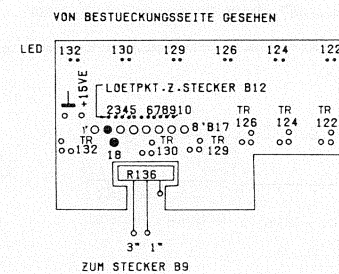 VON BESTUECKUNGSSEITE GESEHEN
LED 132 130 129 126 124 122
+15VE
LOETPKT.Z.STECKER B12
2345 678910
TR TR TR
126 124 122
1' 8'B17
TR TR TR
132 130 129
18
R136
3" 1"
ZUM STECKER B9